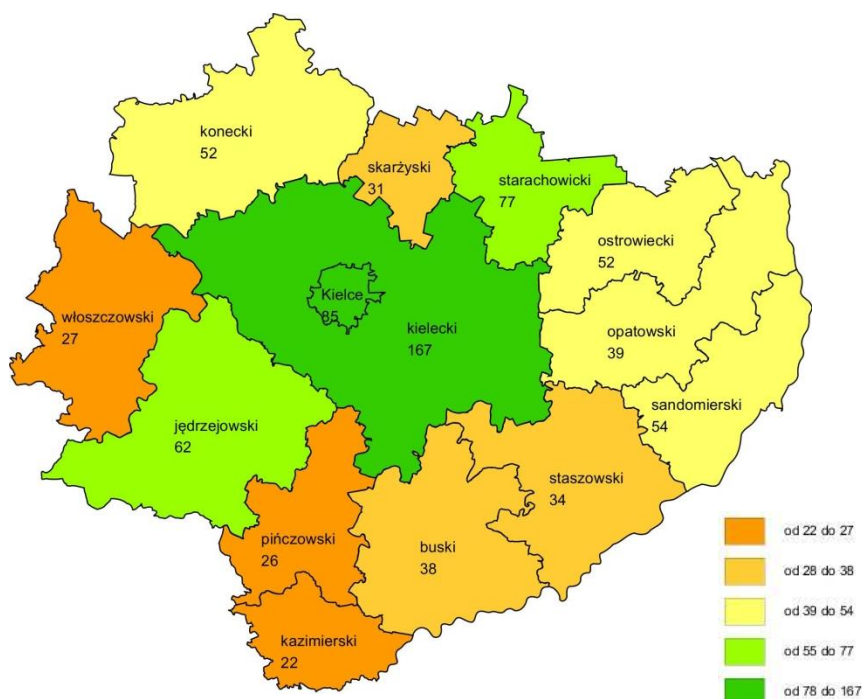 konecki
52
skarżyski
31
starachowicki
77
ostrowiecki
52
włoszczowski
27
Kielce
85
kielecki
167
opatowski
39
sandomierski
54
jędrzejowski
62
staszowski
34
pińczowski
26
buski
38
kazimierski
22
od 22 do 27
od 28 do 38
od 39 do 54
od 55 do 77
od 78 do 167